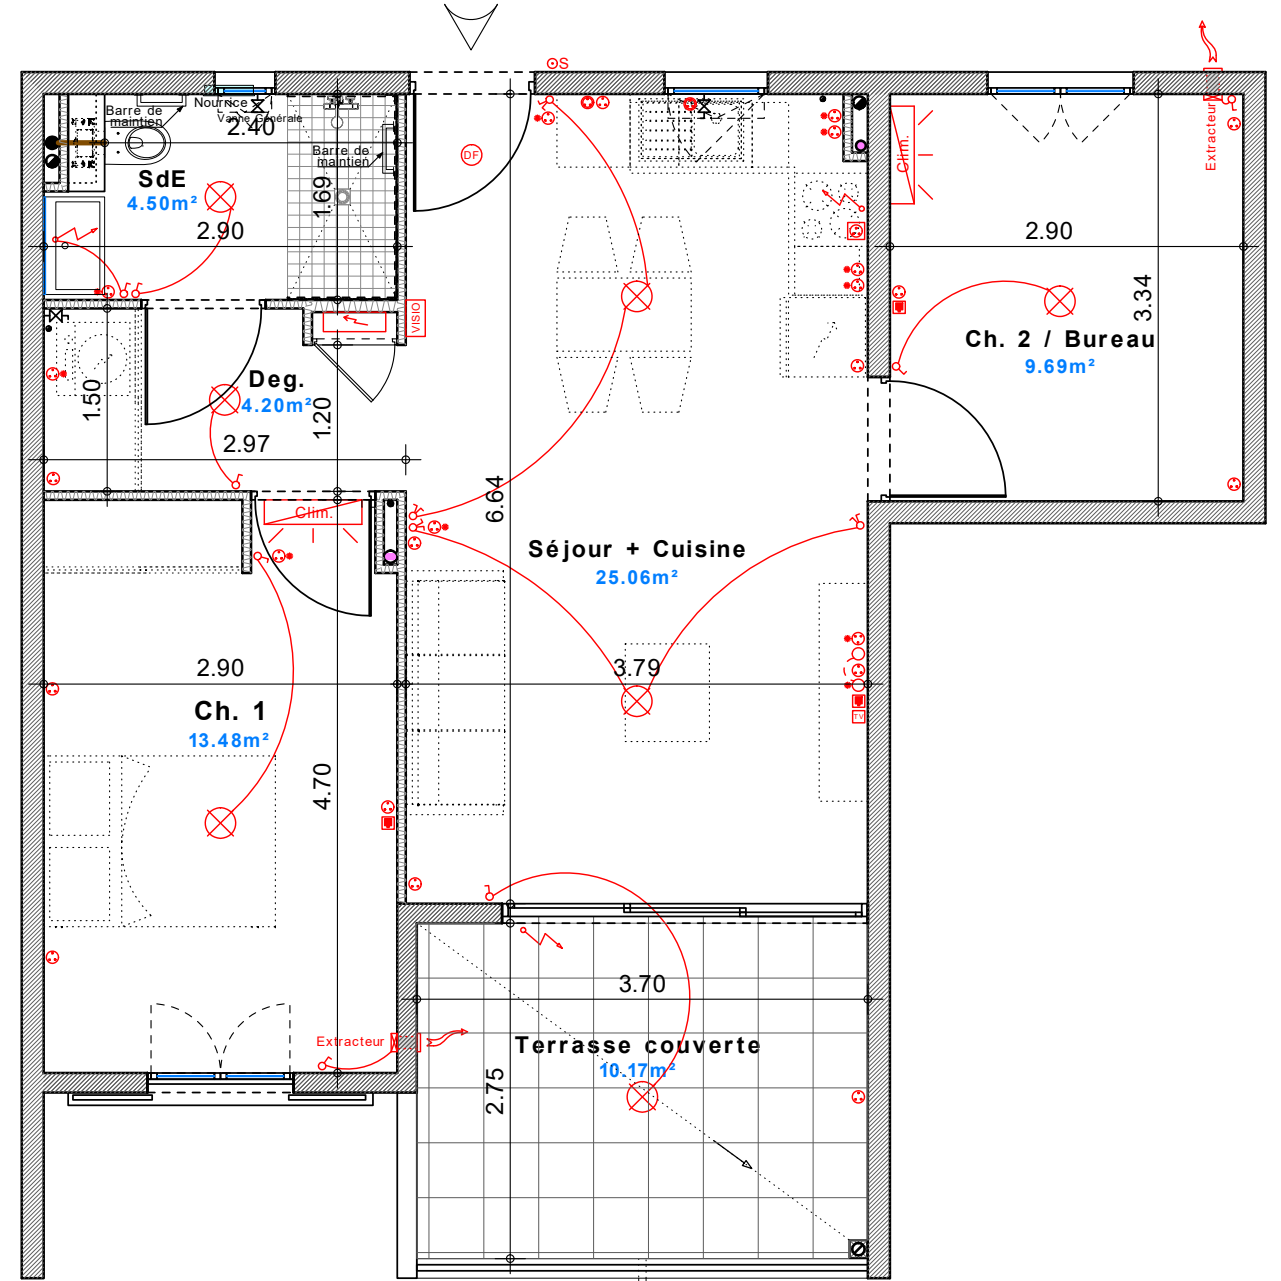 S
Nourrice
Barre de
maintien
Vanne Générale
2.40
DF
Barre de
maintien
SdE
4.50m²
1.69
2.90
Clim.
Extracteur
2.90
3.34
VISIO
Ch. 2 / Bureau
9.69m²
Deg.
4.20m²
1.50
1.20
2.97
6.64
Clim.
Séjour + Cuisine
25.06m²
2.90
3.79
Ch. 1
13.48m²
TV
4.70
3.70
Extracteur
Terrasse couverte
10.17m²
2.75